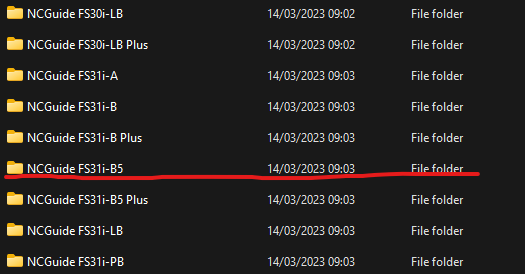 NCGuide FS30i-LB 14/03/2023 09:02 File folder
NCGuide FS30i-LB Plus 14/03/2023 09:02 File folder
NCGuide FS31i-A 14/03/2023 09:03 File folder
NCGuide FS31i-B 14/03/2023 09:03 File folder
NCGuide FS31i-B Plus 14/03/2023 09:03 File folder
NCGuide FS31i-B5 14/03/2023 09:03 File folder
NCGuide FS31i-B5 Plus 14/03/2023 09:03 File folder
NCGuide FS31i-LB 14/03/2023 09:03 File folder
NCGuide FS31i-PB 14/03/2023 09:03 File folder